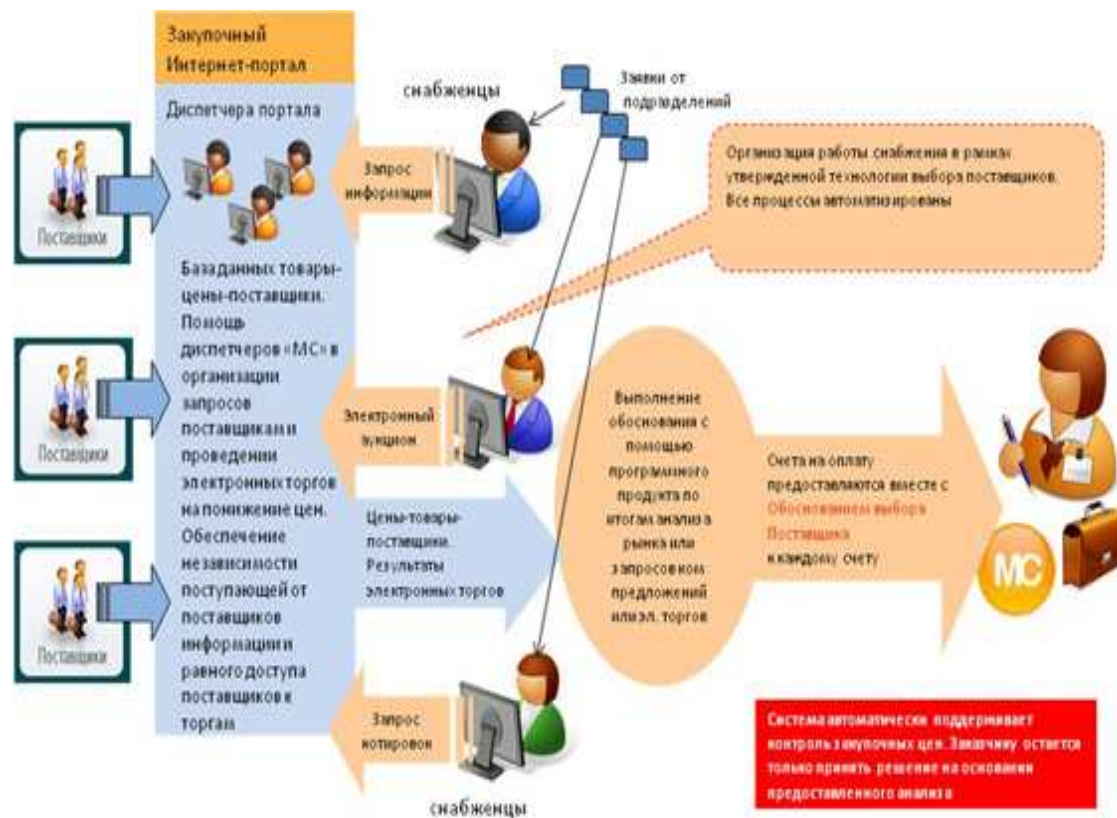 Закупочный
Интернет-портал
Диспетчера портала
Поставщики
Поставщики
Поставщики
База данных товары-
цены-поставщики.
Помощь
диспетчеров «МС» в
организации
запросов
поставщикам и
проведении
электронных торгов
на понижение цен.
Обеспечение
независимости
поступающей от
поставщиков
информации и
равного доступа
поставщиков к
торгам
снабженцы
Запрос
информации
Заявки от
подразделений
Организация работы снабжения в рамках
утвержденной технологии выбора поставщиков.
Все процессы автоматизированы
Электронный
аукцион
Цены-товары-
поставщики.
Результаты
электронных торгов
Запрос
котировок
снабженцы
Выполнение
обоснования с
помощью
программного
продукта по
итогам анализа
рынка или
запросов ком
предложений
или эл. торгов
Счета на оплату
предоставляются вместе с
Обоснованием выбора
Поставщика
к каждому счету
МС
Система автоматически поддерживает
контроль закупочных цен. Заказчику остается
только принять решение на основании
предоставленного анализа